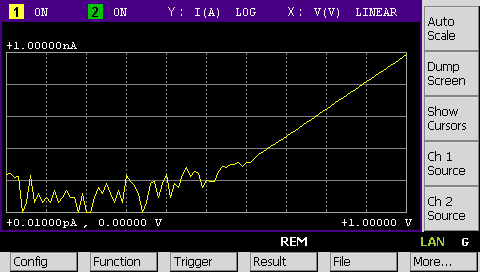 1 ON 2 ON Y: I(A) LOG X: V(V) LINEAR
+1.00000nA
+0.01000pA , 0.00000 V +1.00000 V
Auto
Scale
Dump
Screen
Show
Cursors
Ch 1
Source
Ch 2
Source
REM LAN G
Config Function Trigger Result File More...